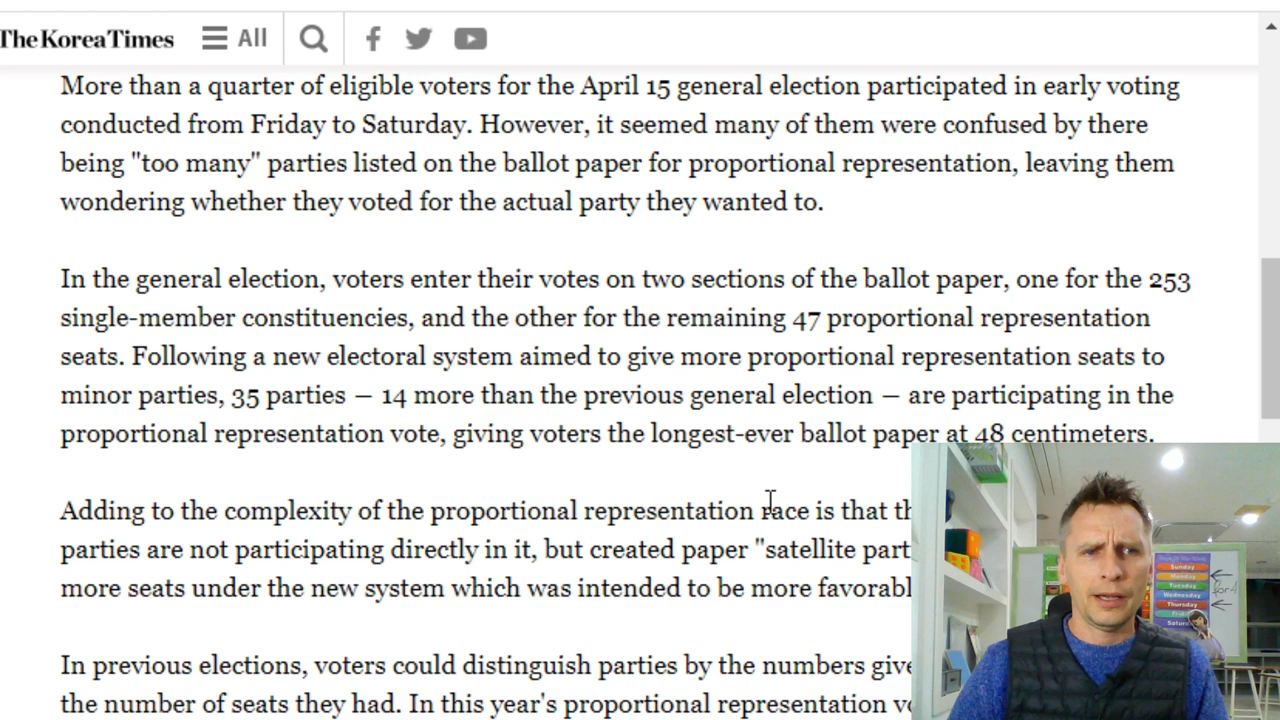 The Korea Times
All
More than a quarter of eligible voters for the April 15 general election participated in early voting
conducted from Friday to Saturday. However, it seemed many of them were confused by there
being "too many" parties listed on the ballot paper for proportional representation, leaving them
wondering whether they voted for the actual party they wanted to.
In the general election, voters enter their votes on two sections of the ballot paper, one for the 253
single-member constituencies, and the other for the remaining 47 proportional representation
seats. Following a new electoral system aimed to give more proportional representation seats to
minor parties, 35 parties — 14 more than the previous general election — are participating in the
proportional representation vote, giving voters the longest-ever ballot paper at 48 centimeters.
Adding to the complexity of the proportional representation race is that th
parties are not participating directly in it, but created paper "satellite part
more seats under the new system which was intended to be more favorabl
In previous elections, voters could distinguish parties by the numbers give
the number of seats they had. In this year's proportional representation vo
Sunday
Monday
Tuesday
Wednesday
Thursday